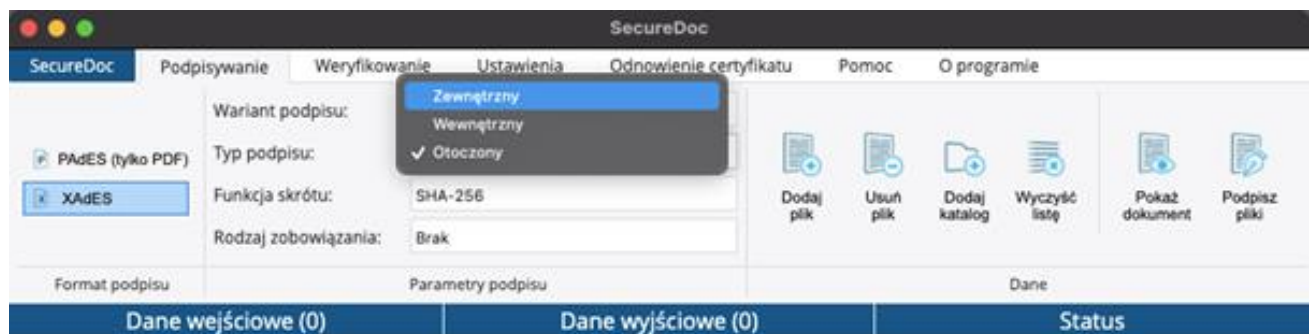 SecureDoc
SecureDoc Podpisywanie Weryfikowanie Ustawienia Odnowienie certyfikatu Pomoc O programie
PAdES (tylko PDF)
XAdES
Format podpisu
Wariant podpisu:
Zewnętrzny
Wewnętrzny
✓ Otoczony
Typ podpisu:
Funkcja skrótu: SHA-256
Rodzaj zobowiązania: Brak
Parametry podpisu
Dodaj plik
Usuń plik
Dodaj katalog
Wyczyść listę
Pokaż dokument
Podpisz pliki
Dane
Dane wejściowe (0) Dane wyjściowe (0) Status